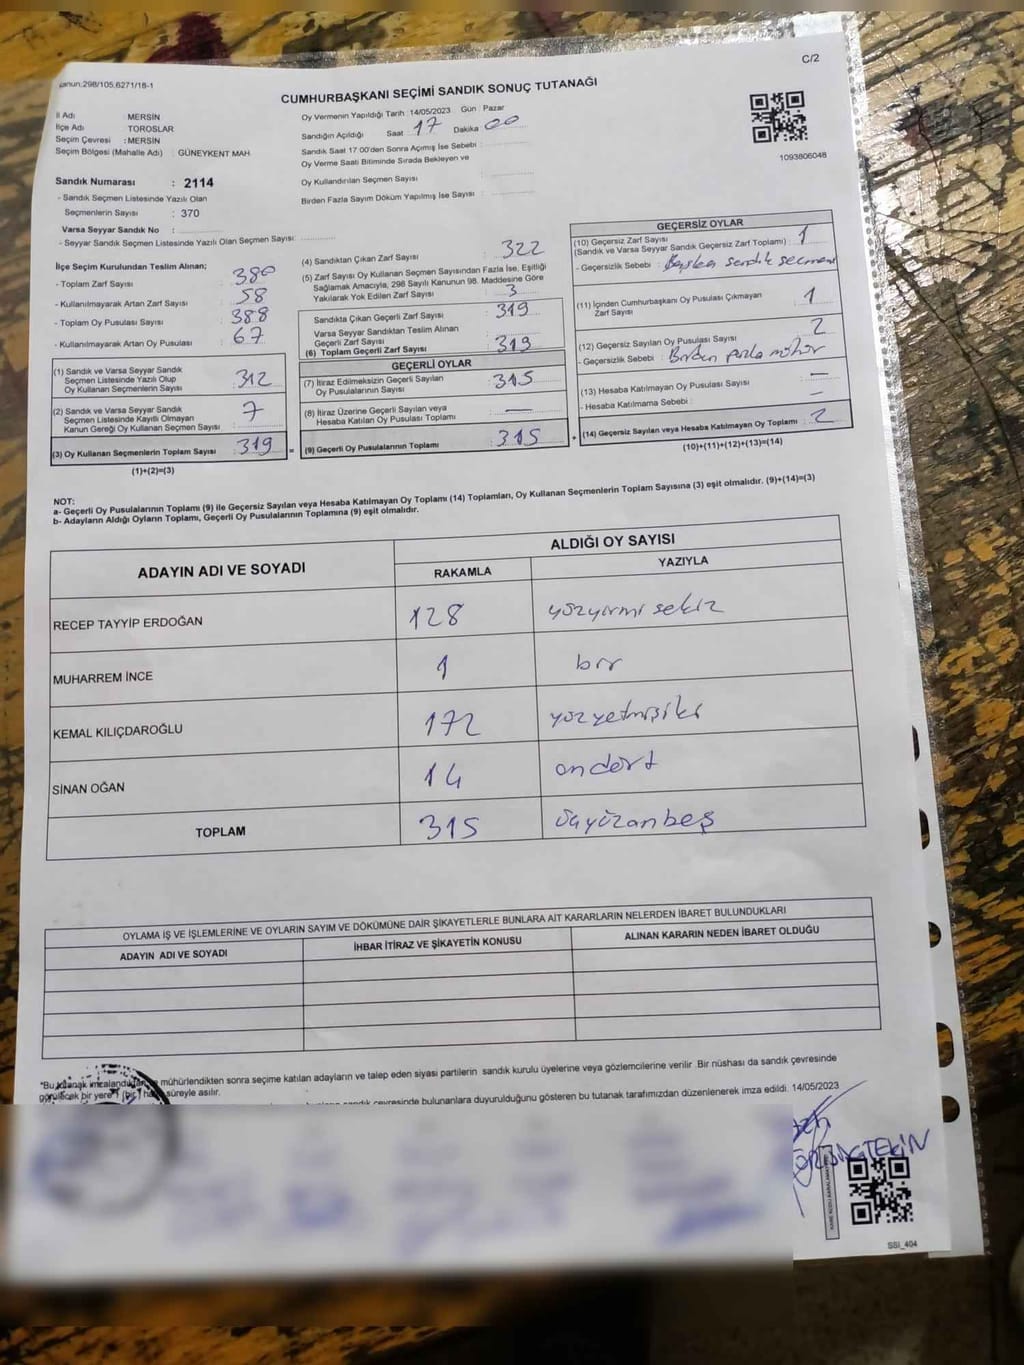 C/2
CUMHURBAŞKANI SEÇİMİ SANDIK SONUÇ TUTANAĞI
İl Adı : MERSİN
İlçe Adı : TOROSLAR
Seçim Çevresi : MERSİN
Seçim Bölgesi (Mahalle Adı) : GÜNEYKENT MAH.
Sandık Numarası : 2114
- Sandık Seçmen Listesinde Yazılı Olan
Seçmenlerin Sayısı : 370
Varsa Seyyar Sandık No :
- Seyyar Sandık Seçmen Listesinde Yazılı Olan Seçmen Sayısı:
Oy Vermenin Yapıldığı Tarih : 14/05/2023 Gün : Pazar
Sandığın Açıldığı Saat : 17 Dakika 00
Sandık Saat 17:00'den Sonra Açımış İse Sebebi :
Oy Verme Saati Bitiminde Sırada Bekleyen ve
Oy Kullandırılan Seçmen Sayısı :
Birden Fazla Sayım Döküm Yapılmış İse Sayısı :
1093806048
İlçe Seçim Kurulundan Teslim Alınan;
- Toplam Zarf Sayısı : 380
- Kullanılmayarak Artan Zarf Sayısı : 58
- Toplam Oy Pusulası Sayısı : 388
- Kullanılmayarak Artan Oy Pusulası : 67
(1) Sandık ve Varsa Seyyar Sandık
Seçmen Listesinde Yazılı Olup
Oy Kullanan Seçmenlerin Sayısı : 312
(2) Sandık ve Varsa Seyyar Sandık
Seçmen Listesinde Kayıtlı Olmayan
Kanun Gereği Oy Kullanan Seçmen Sayısı : 7
(3) Oy Kullanan Seçmenlerin Toplam Sayısı : 319
(1)+(2)=(3)
(4) Sandıktan Çıkan Zarf Sayısı : 322
(5) Zarf Sayısı Oy Kullanan Seçmen Sayısından Fazla İse, Eşitliği
Sağlamak Amacıyla, 298 Sayılı Kanunun 98. Maddesine Göre
Yakılarak Yok Edilen Zarf Sayısı : 3
Sandıkta Çıkan Geçerli Zarf Sayısı : 319
Varsa Seyyar Sandıktan Teslim Alınan
Geçerli Zarf Sayısı :
(6) Toplam Geçerli Zarf Sayısı : 319
GEÇERLİ OYLAR
(7) İtiraz Edilmeksizin Geçerli Sayılan
Oy Pusulalarının Sayısı : 315
(8) İtiraz Üzerine Geçerli Sayılan veya
Hesaba Katılan Oy Pusulası Toplamı : —
(9) Geçerli Oy Pusulalarının Toplamı : 315
GEÇERSİZ OYLAR
(10) Geçersiz Zarf Sayısı
(Sandık ve Varsa Seyyar Sandık Geçersiz Zarf Toplamı) : 1
- Geçersizlik Sebebi : Başka sandık seçmeni
(11) İçinden Cumhurbaşkanı Oy Pusulası Çıkmayan
Zarf Sayısı : 1
(12) Geçersiz Sayılan Oy Pusulası Sayısı : 2
- Geçersizlik Sebebi : Birden fazla mühür
(13) Hesaba Katılmayan Oy Pusulası Sayısı : —
- Hesaba Katılmama Sebebi : —
(14) Geçersiz Sayılan veya Hesaba Katılmayan Oy Toplamı : 2
(10)+(11)+(12)+(13)=(14)
NOT:
a- Geçerli Oy Pusulalarının Toplamı (9) ile Geçersiz Sayılan veya Hesaba Katılmayan Oy Toplamı (14) Toplamları, Oy Kullanan Seçmenlerin Toplam Sayısına (3) eşit olmalıdır. (9)+(14)=(3)
b- Adayların Aldığı Oyların Toplamı, Geçerli Oy Pusulalarının Toplamına (9) eşit olmalıdır.
ADAYIN ADI VE SOYADI ALDIĞI OY SAYISI
RAKAMLA YAZIYLA
RECEP TAYYİP ERDOĞAN 128 yüzyirmi sekiz
MUHARREM İNCE 1 bir
KEMAL KILIÇDAROĞLU 172 yüzyetmişiki
SİNAN OĞAN 14 ondört
TOPLAM 315 üçyüzonbeş
OYLAMA İŞ VE İŞLEMLERİNE VE OYLARIN SAYIM VE DÖKÜMÜNE DAİR ŞİKAYETLERLE BUNLARA AİT KARARLARIN NELERDEN İBARET BULUNDUKLARI
ADAYIN ADI VE SOYADI İHBAR İTİRAZ VE ŞİKAYETİN KONUSU ALINAN KARARIN NEDEN İBARET OLDUĞU
mühürlendikten sonra seçime katılan adayların ve talep eden siyasi partilerin sandık kurulu üyelerine veya gözlemcilerine verilir. Bir nüshası da sandık çevresinde
süreyle asılır.
sandık çevresinde bulunanlara duyurulduğunu gösteren bu tutanak tarafımızdan düzenlenerek imza edildi. 14/05/2023
SSI_404